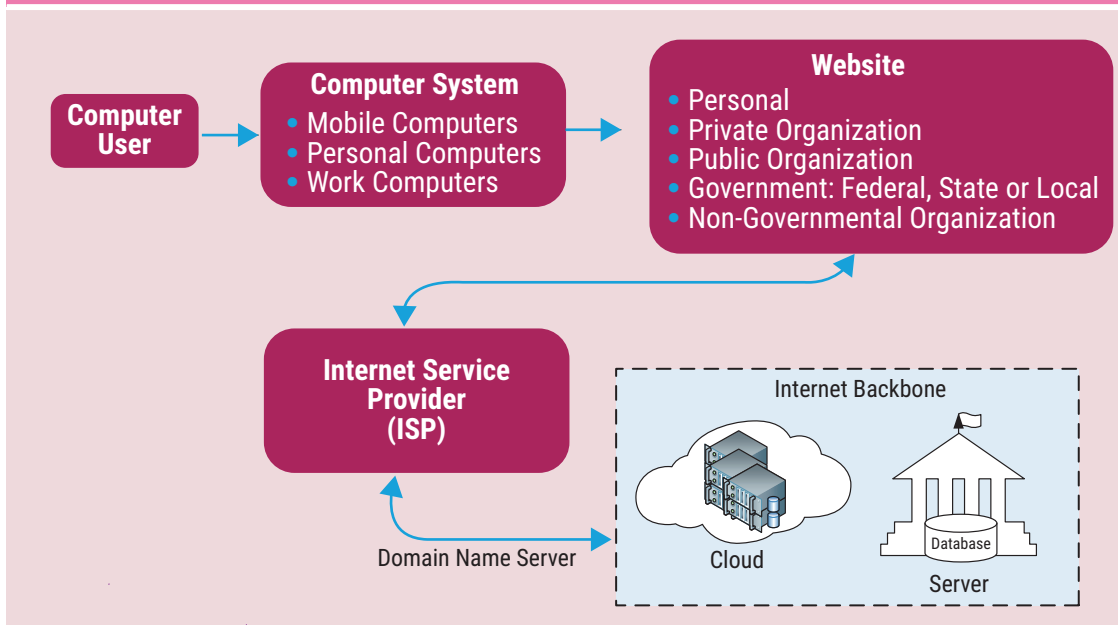 Computer
User
Computer System
• Mobile Computers
• Personal Computers
• Work Computers
Website
• Personal
• Private Organization
• Public Organization
• Government: Federal, State or Local
• Non-Governmental Organization
Internet Service
Provider
(ISP)
Domain Name Server
Internet Backbone
Cloud
Database
Server